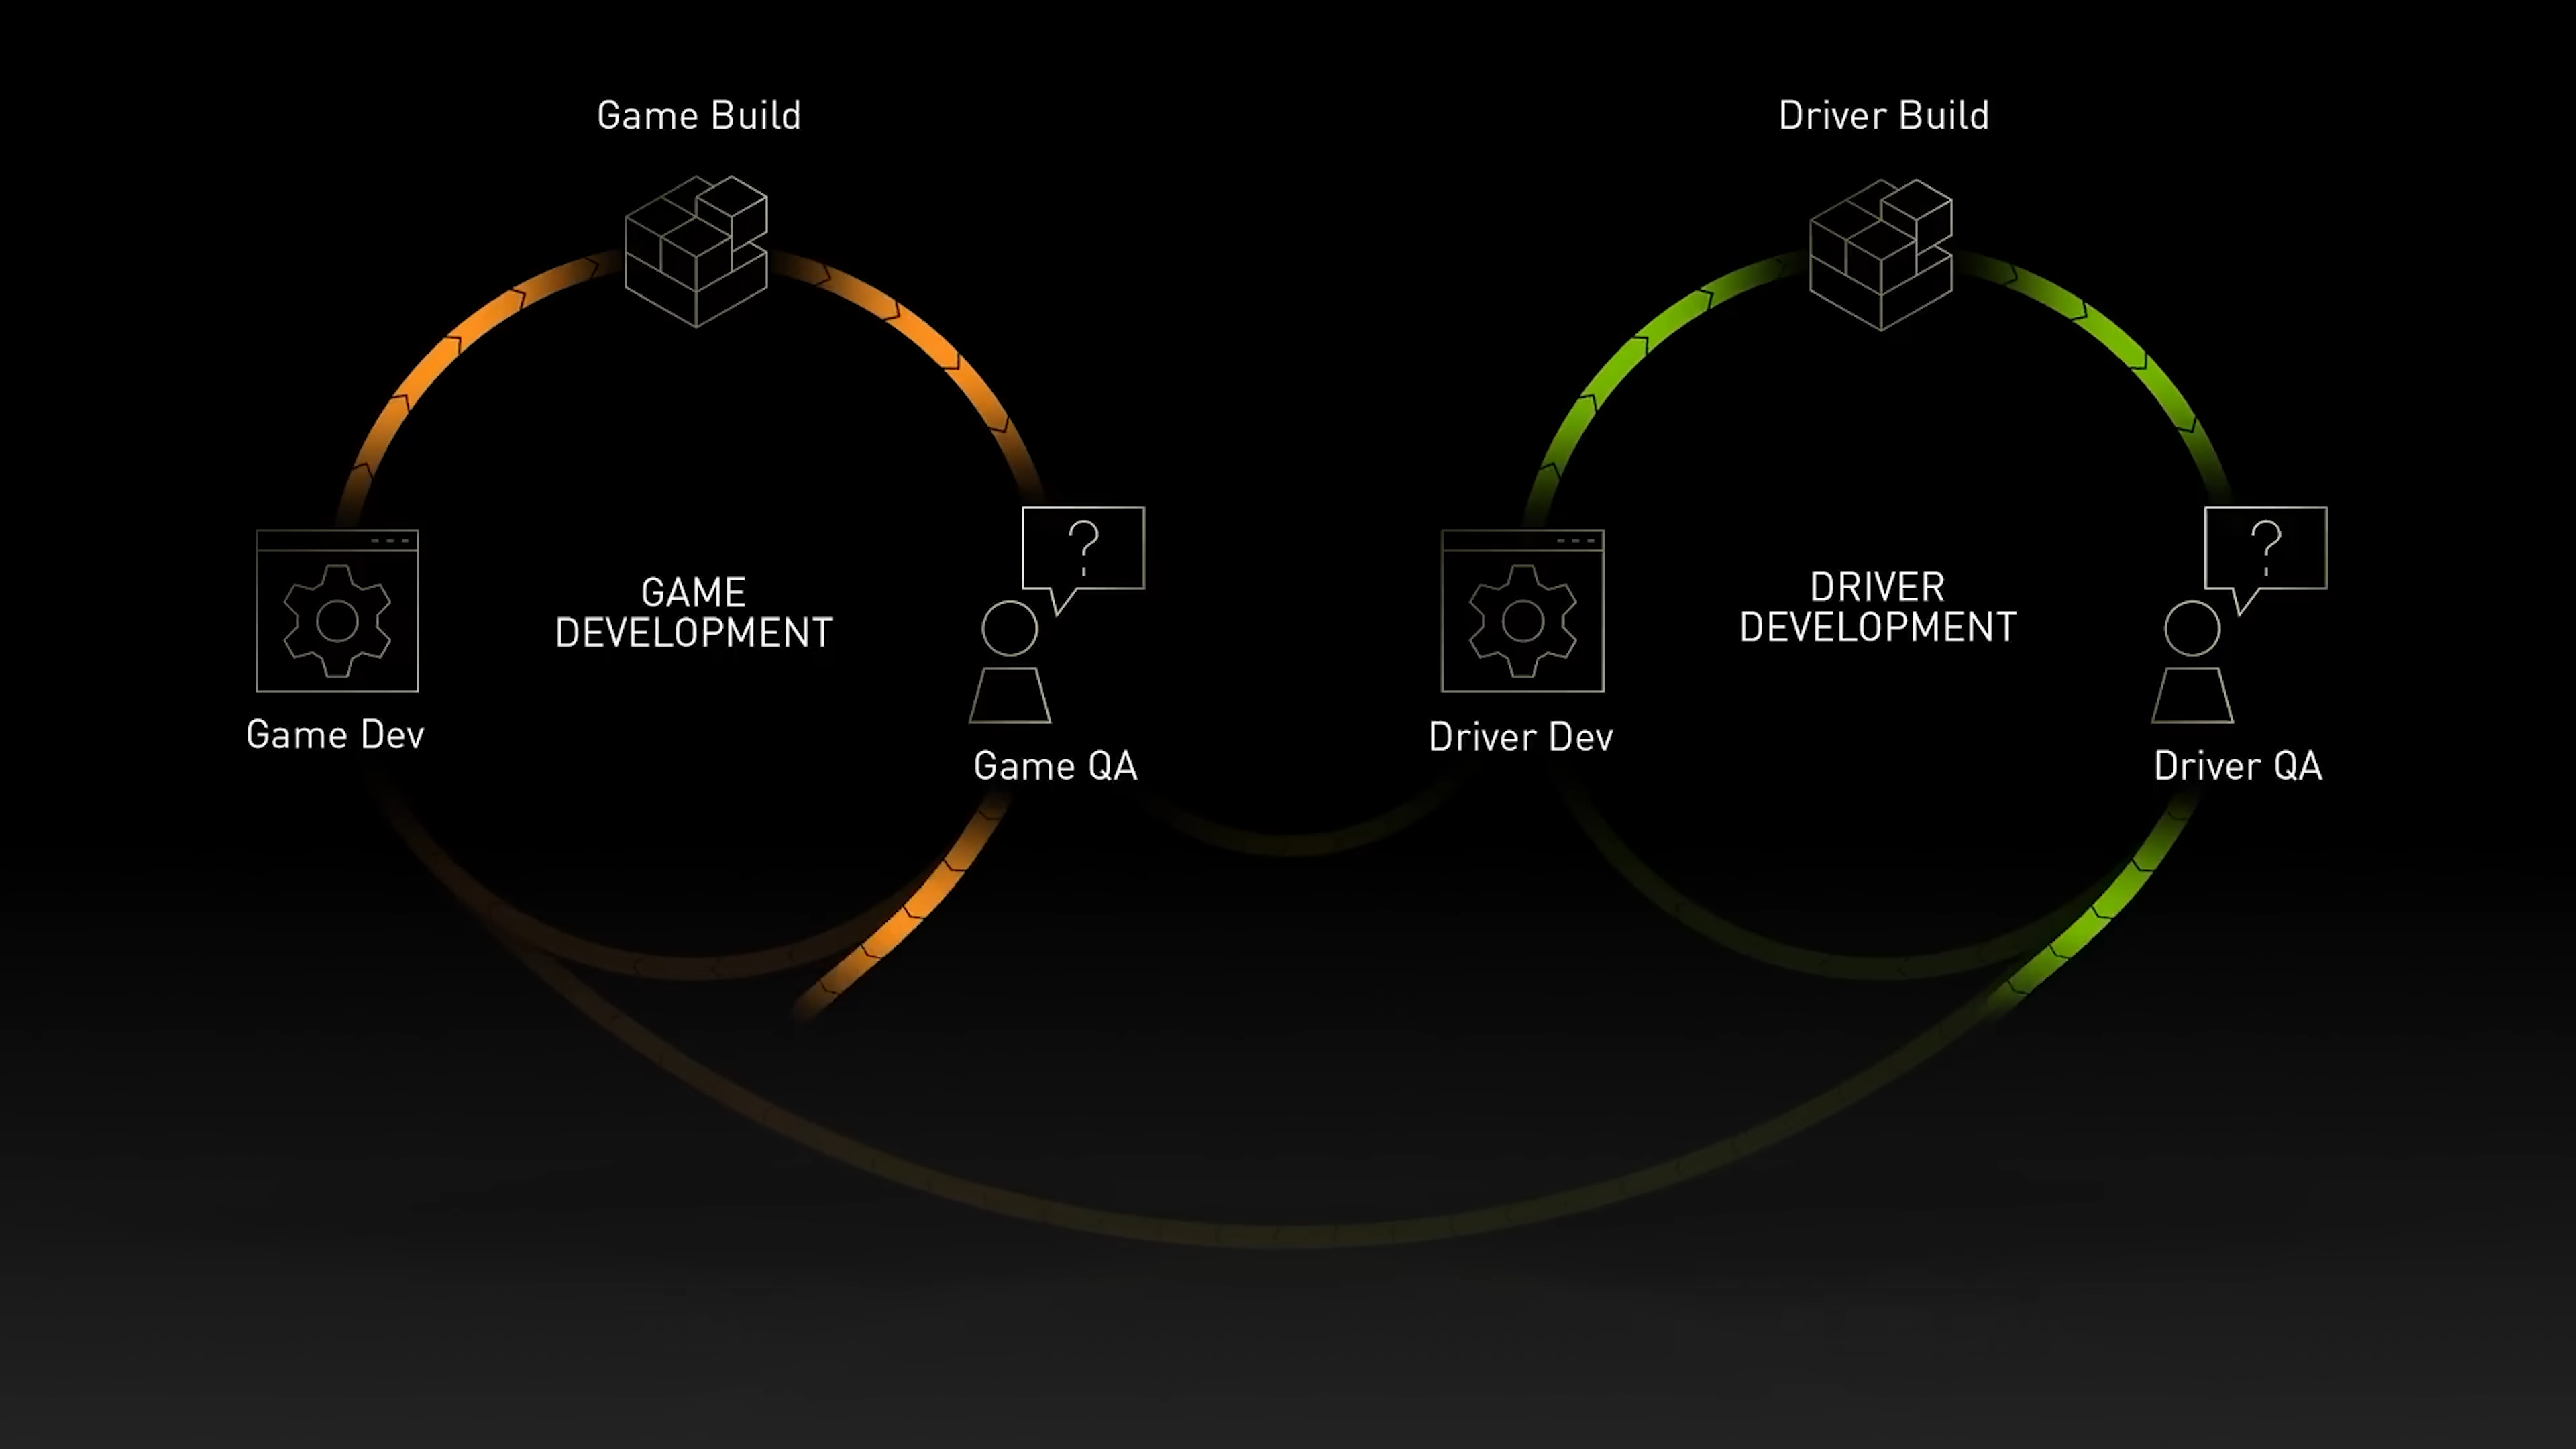 Game Build
Driver Build
?
?
GAME
DEVELOPMENT
DRIVER
DEVELOPMENT
Game Dev
Game QA
Driver Dev
Driver QA